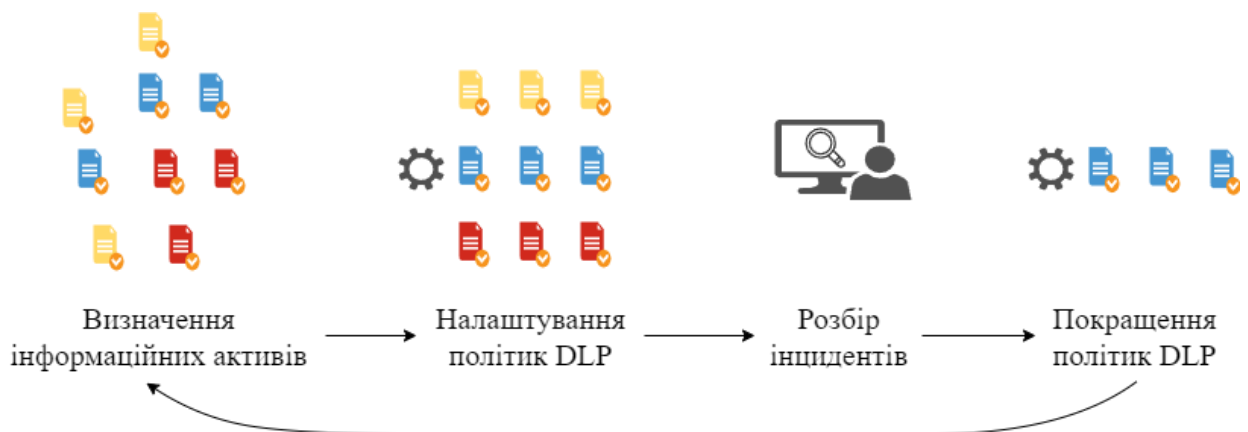 Визначення
інформаційних активів
Налаштування
політик DLP
Розбір
інцидентів
Покращення
політик DLP